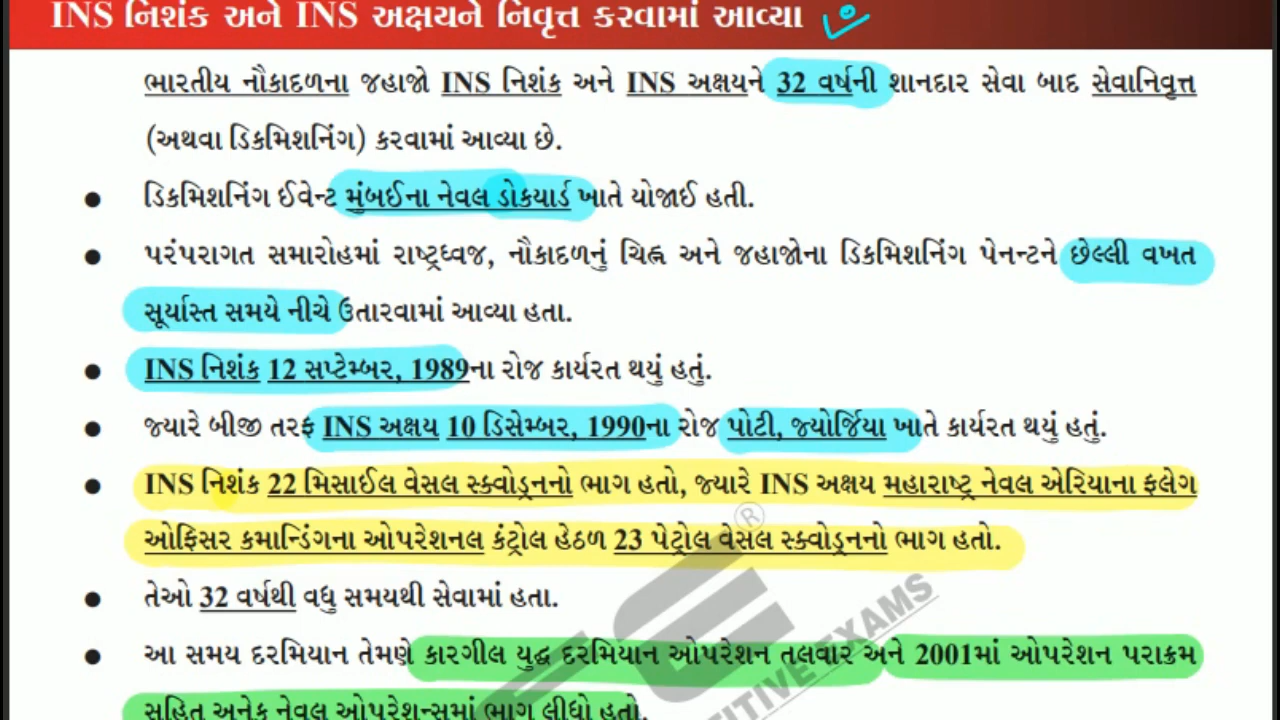 INS નિશંક અને INS અક્ષયને નિવૃત્ત કરવામાં આવ્યા
ભારતીય નૌકાદળના જહાજો INS નિશંક અને INS અક્ષયને 32 વર્ષની શાનદાર સેવા બાદ સેવાનિવૃત્ત
(અથવા ડિકમિશનિંગ) કરવામાં આવ્યા છે.
● ડિકમિશનિંગ ઈવેન્ટ મુંબઈના નેવલ ડોકયાર્ડ ખાતે યોજાઈ હતી.
● પરંપરાગત સમારોહમાં રાષ્ટ્રધ્વજ, નૌકાદળનું ચિહ્ન અને જહાજોના ડિકમિશનિંગ પેનન્ટને છેલ્લી વખત
સૂર્યાસ્ત સમયે નીચે ઉતારવામાં આવ્યા હતા.
● INS નિશંક 12 સપ્ટેમ્બર, 1989ના રોજ કાર્યરત થયું હતું.
● જ્યારે બીજી તરફ INS અક્ષય 10 ડિસેમ્બર, 1990ના રોજ પોટી, જ્યોર્જિયા ખાતે કાર્યરત થયું હતું.
● INS નિશંક 22 મિસાઈલ વેસલ સ્ક્વોડ્રનનો ભાગ હતો, જ્યારે INS અક્ષય મહારાષ્ટ્ર નેવલ એરિયાના ફલેગ
ઓફિસર કમાન્ડિંગના ઓપરેશનલ કંટ્રોલ હેઠળ 23 પેટ્રોલ વેસલ સ્ક્વોડ્રનનો ભાગ હતો.
● તેઓ 32 વર્ષથી વધુ સમયથી સેવામાં હતા.
● આ સમય દરમિયાન તેમણે કારગીલ યુદ્ધ દરમિયાન ઓપરેશન તલવાર અને 2001માં ઓપરેશન પરાક્રમ
સહિત અનેક નેવલ ઓપરેશન્સમાં ભાગ લીધો હતો.
EXAMS